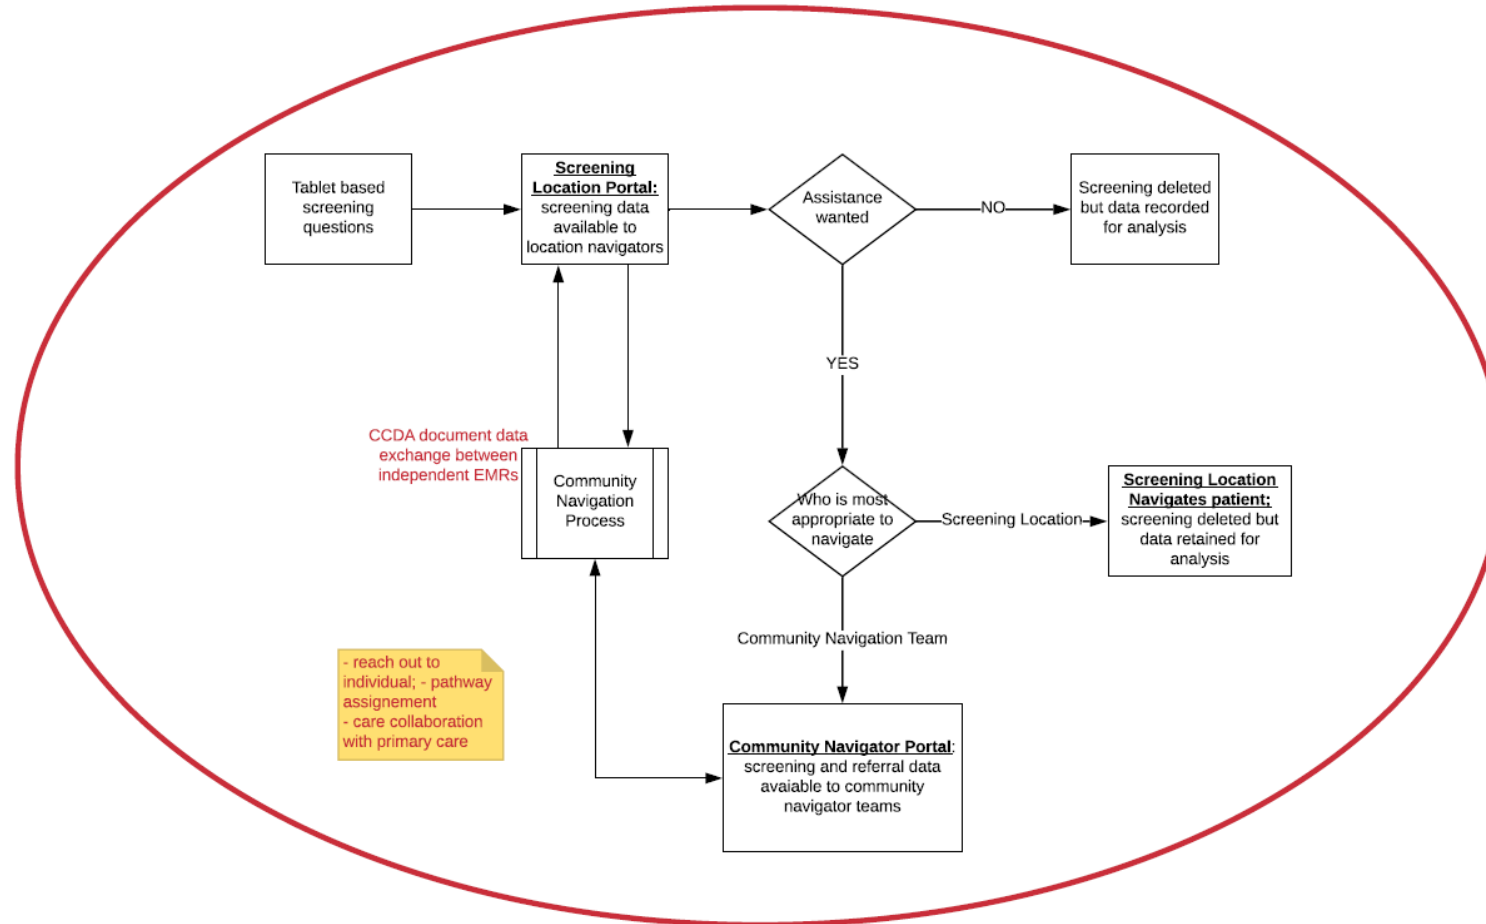 Tablet based
screening
questions
Screening
Location Portal:
screening data
available to
location navigators
Assistance
wanted
NO
Screening deleted
but data recorded
for analysis
YES
CCDA document data
exchange between
independent EMRs
Community
Navigation
Process
Who is most
appropriate to
navigate
Screening Location
Screening Location
Navigates patient;
screening deleted but
data retained for
analysis
Community Navigation Team
- reach out to
individual; - pathway
assignement
- care collaboration
with primary care
Community Navigator Portal:
screening and referral data
avaiable to community
navigator teams